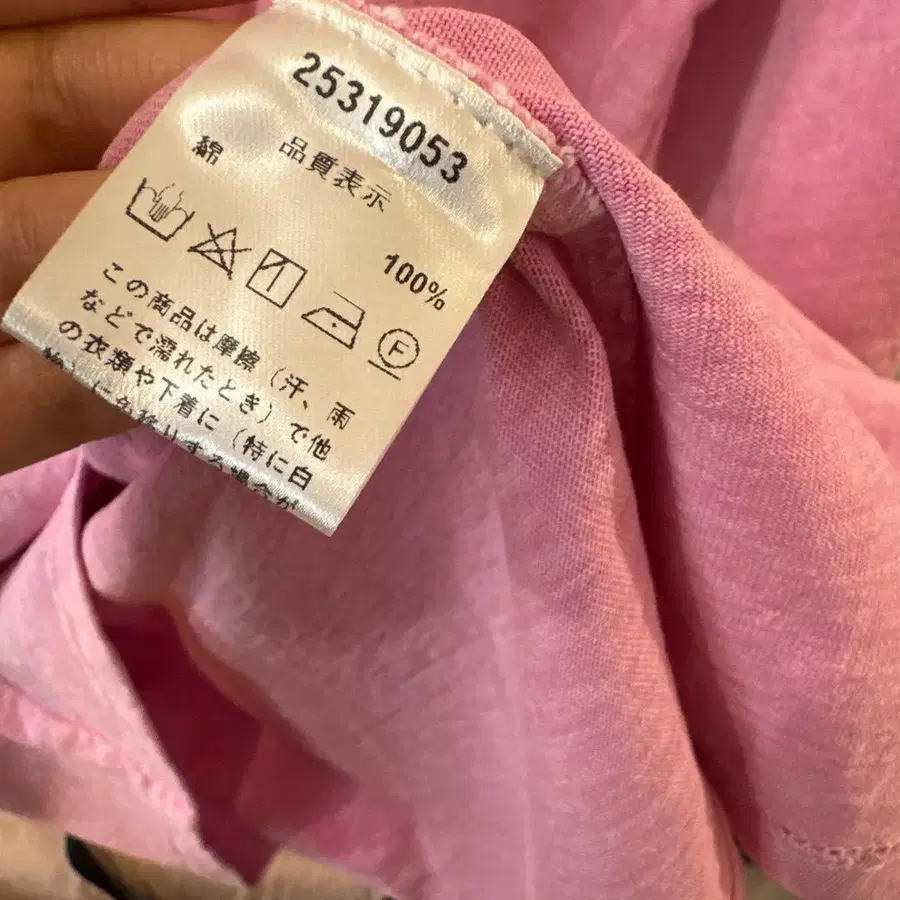 25319053
品質表示
綿 100%
F
この商品は摩擦（汗、雨
などで濡れたとき）で他
の衣類や下着に（特に白